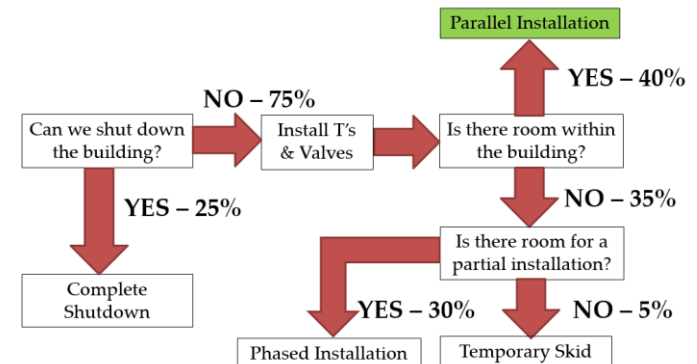 Parallel Installation
YES – 40%
NO – 75%
Can we shut down
the building?
Install T's
& Valves
Is there room within
the building?
YES – 25%
NO – 35%
Is there room for a
partial installation?
Complete
Shutdown
YES – 30%
NO – 5%
Phased Installation
Temporary Skid